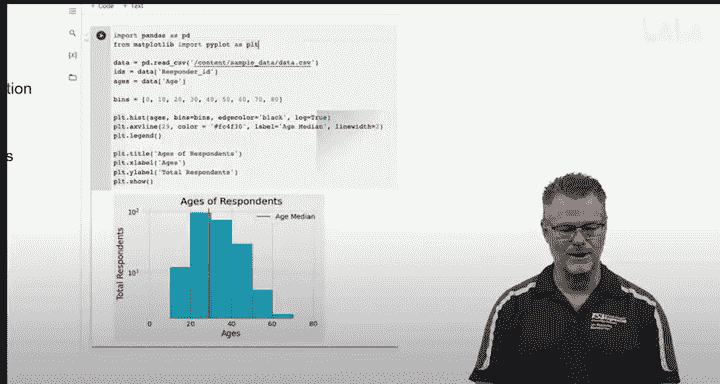 + Code + Text
tion
s
import pandas as pd
from matplotlib import pyplot as plt
data = pd.read_csv('/content/sample_data/data.csv')
ids = data['Responder_id']
ages = data['Age']
bins = [0, 10, 20, 30, 40, 50, 60, 70, 80]
plt.hist(ages, bins=bins, edgecolor='black', log=True)
plt.axvline(29, color = '#fc4f30', label='Age Median', linewidth=2)
plt.legend()
plt.title('Ages of Respondents')
plt.xlabel('Ages')
plt.ylabel('Total Respondents')
plt.show()
Ages of Respondents
Age Median
10²
10¹
Total Respondents
0 20 40 60 80
Ages